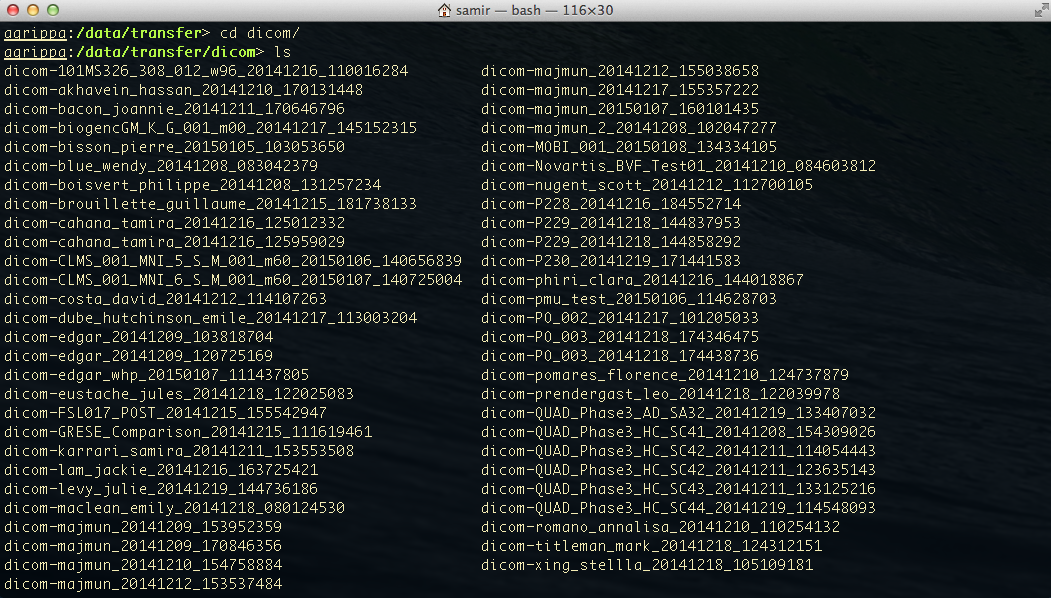 samir — bash — 116×30
agrippa:/data/transfer> cd dicom/
agrippa:/data/transfer/dicom> ls
dicom-101MS326_308_012_w96_20141216_110016284 dicom-majmun_20141212_155038658
dicom-akhavein_hassan_20141210_170131448 dicom-majmun_20141217_155357222
dicom-bacon_joannie_20141211_170646796 dicom-majmun_20150107_160101435
dicom-biogencGM_K_G_001_m00_20141217_145152315 dicom-majmun_2_20141208_102047277
dicom-bisson_pierre_20150105_103053650 dicom-MOBI_001_20150108_134334105
dicom-blue_wendy_20141208_083042379 dicom-Novartis_BVF_Test01_20141210_084603812
dicom-boisvert_philippe_20141208_131257234 dicom-nugent_scott_20141212_112700105
dicom-brouillette_guillaume_20141215_181738133 dicom-P228_20141216_184552714
dicom-cahana_tamira_20141216_125012332 dicom-P229_20141218_144837953
dicom-cahana_tamira_20141216_125959029 dicom-P229_20141218_144858292
dicom-CLMS_001_MNI_5_S_M_001_m60_20150106_140656839 dicom-P230_20141219_171441583
dicom-CLMS_001_MNI_6_S_M_001_m60_20150107_140725004 dicom-phiri_clara_20141216_144018867
dicom-costa_david_20141212_114107263 dicom-pmu_test_20150106_114628703
dicom-dube_hutchinson_emile_20141217_113003204 dicom-PO_002_20141217_101205033
dicom-edgar_20141209_103818704 dicom-PO_003_20141218_174346475
dicom-edgar_20141209_120725169 dicom-PO_003_20141218_174438736
dicom-edgar_whp_20150107_111437805 dicom-pomares_florence_20141210_124737879
dicom-eustache_jules_20141218_122025083 dicom-prendergast_leo_20141218_122039978
dicom-FSL017_POST_20141215_155542947 dicom-QUAD_Phase3_AD_SA32_20141219_133407032
dicom-GRESE_Comparison_20141215_111619461 dicom-QUAD_Phase3_HC_SC41_20141208_154309026
dicom-karrari_samira_20141211_153553508 dicom-QUAD_Phase3_HC_SC42_20141211_114054443
dicom-lam_jackie_20141216_163725421 dicom-QUAD_Phase3_HC_SC42_20141211_123635143
dicom-levy_julie_20141219_144736186 dicom-QUAD_Phase3_HC_SC43_20141211_133125216
dicom-maclean_emily_20141218_080124530 dicom-QUAD_Phase3_HC_SC44_20141219_114548093
dicom-majmun_20141209_153952359 dicom-romano_annalisa_20141210_110254132
dicom-majmun_20141209_170846356 dicom-titleman_mark_20141218_124312151
dicom-majmun_20141210_154758884 dicom-xing_stellla_20141218_105109181
dicom-majmun_20141212_153537484